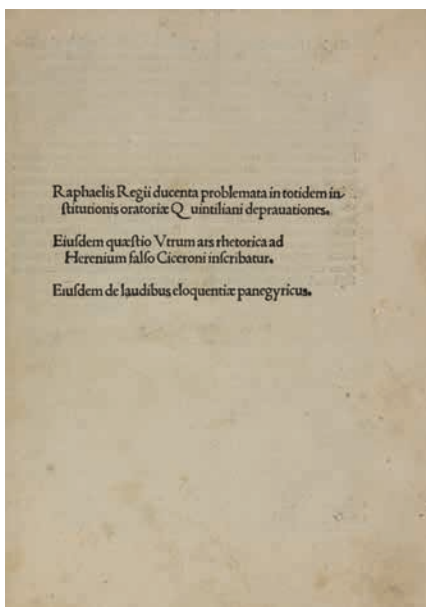 Raphaelis Regii ducenta problemata in totidem in-
ſtitutionis oratoriæ Quintiliani deprauationes.
Eiuſdem quæſtio Vtrum ars rhetorica ad
Herenium falſo Ciceroni inſcribatur.
Eiuſdem de laudibus eloquentiæ panegyricus.